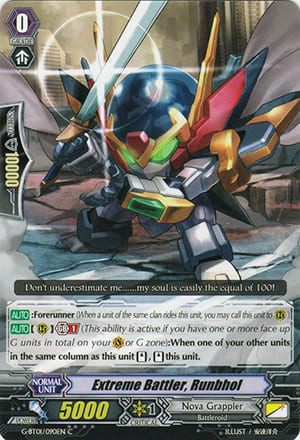 0
GRADE
10000
Don't underestimate me......my soul is easily the equal of 100!
AUTO :Forerunner (When a unit of the same clan rides this unit, you may call this unit to (R))
AUTO [(R)] GB 1 (This ability is active if you have one or more face up
G units in total on your (V) or G zone):When one of your other units
in the same column as this unit [⮕], [⮕] this unit.
NORMAL
UNIT
Extreme Battler, Runbhof
POWER
5000
1
CRITICAL
Nova Grappler
Battleroid
G-BT01/090EN C
ILLUST / 安達洋介